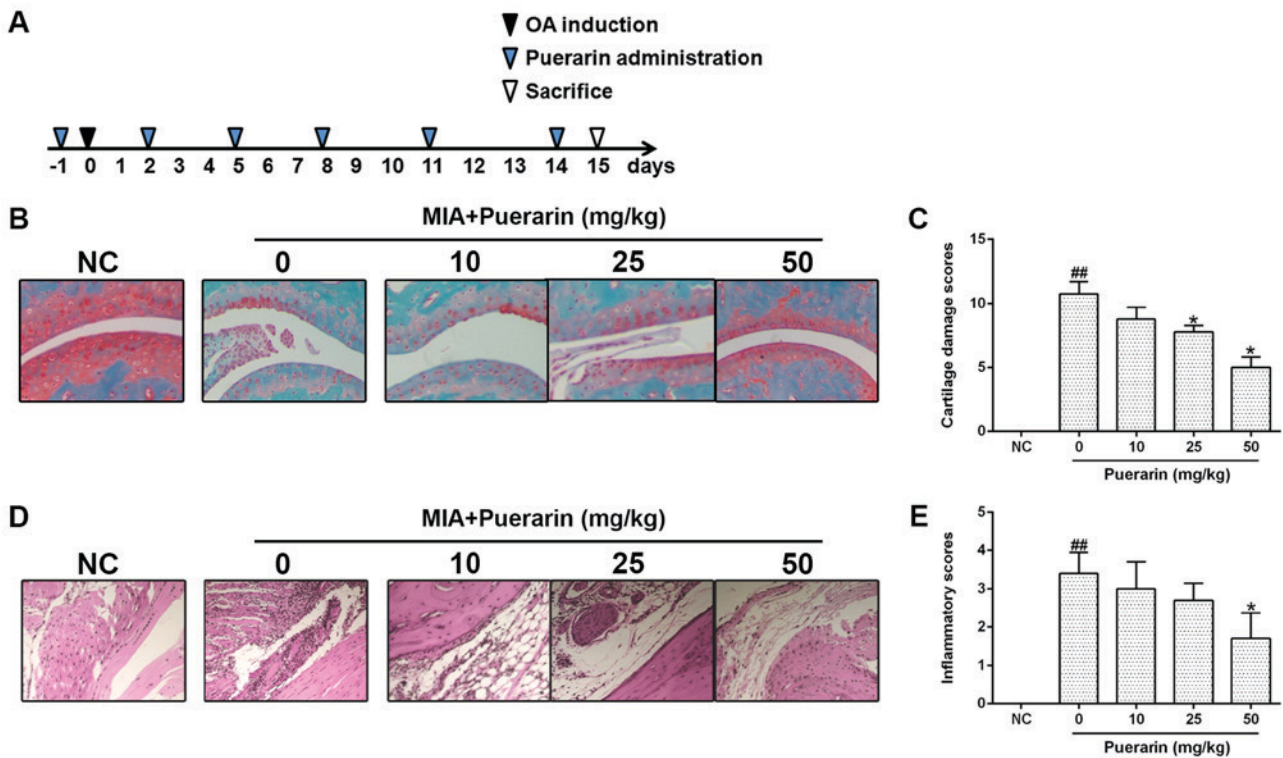 A
OA induction
Puerarin administration
Sacrifice
-1 0 1 2 3 4 5 6 7 8 9 10 11 12 13 14 15 days
B
MIA+Puerarin (mg/kg)
NC 0 10 25 50
C
Cartilage damage scores
15
10
5
0
##
*
*
NC 0 10 25 50
Puerarin (mg/kg)
D
MIA+Puerarin (mg/kg)
NC 0 10 25 50
E
Inflammatory scores
5
4
3
2
1
0
##
*
NC 0 10 25 50
Puerarin (mg/kg)